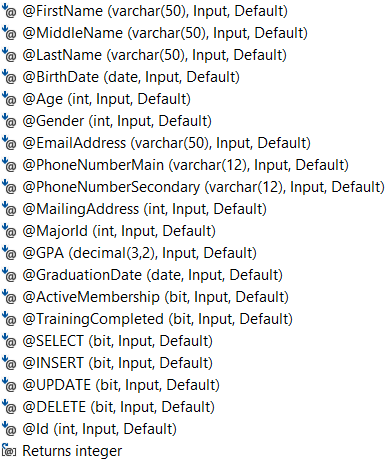 @FirstName (varchar(50), Input, Default)
@MiddleName (varchar(50), Input, Default)
@LastName (varchar(50), Input, Default)
@BirthDate (date, Input, Default)
@Age (int, Input, Default)
@Gender (int, Input, Default)
@EmailAddress (varchar(50), Input, Default)
@PhoneNumberMain (varchar(12), Input, Default)
@PhoneNumberSecondary (varchar(12), Input, Default)
@MailingAddress (int, Input, Default)
@MajorId (int, Input, Default)
@GPA (decimal(3,2), Input, Default)
@GraduationDate (date, Input, Default)
@ActiveMembership (bit, Input, Default)
@TrainingCompleted (bit, Input, Default)
@SELECT (bit, Input, Default)
@INSERT (bit, Input, Default)
@UPDATE (bit, Input, Default)
@DELETE (bit, Input, Default)
@Id (int, Input, Default)
Returns integer